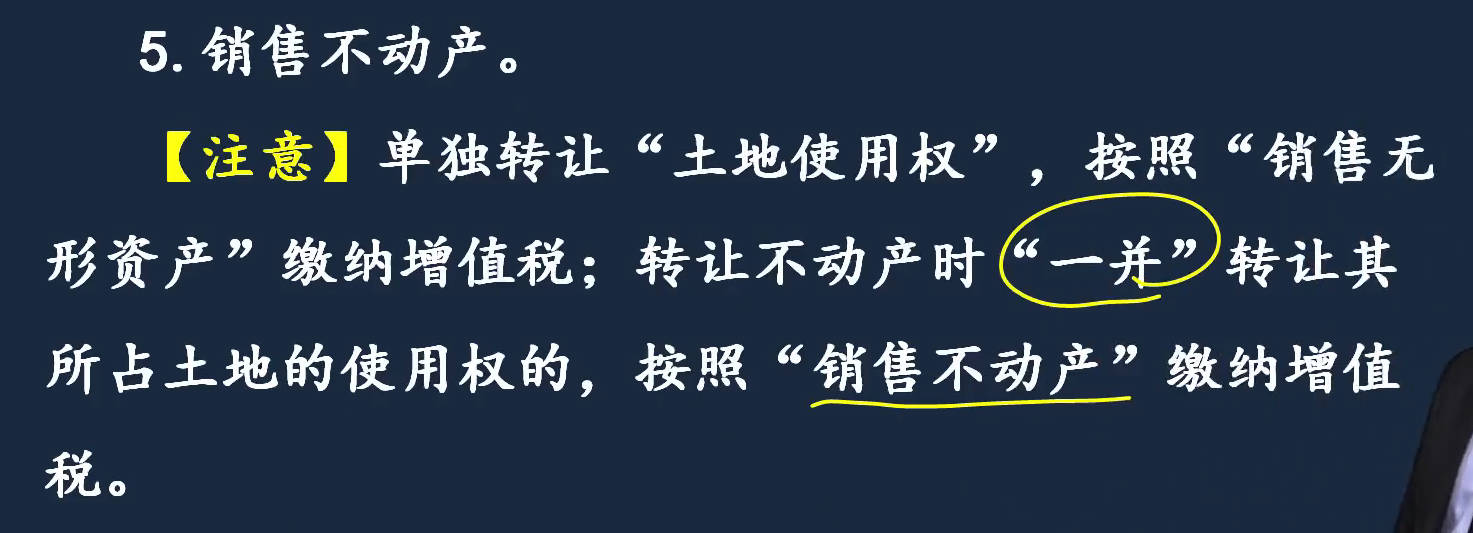 5. 销售不动产。
【注意】单独转让“土地使用权”，按照“销售无
形资产”缴纳增值税；转让不动产时“一并”转让其
所占土地的使用权的，按照“销售不动产”缴纳增值
税。